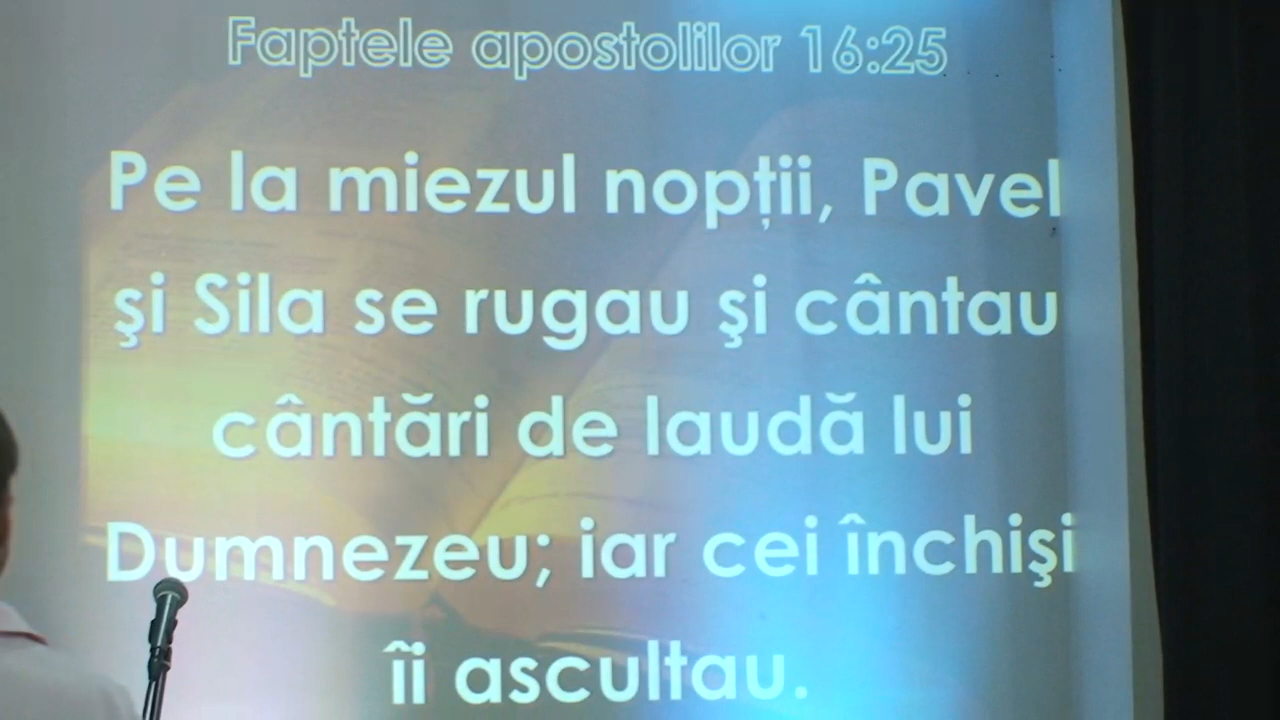 Faptele apostolilor 16:25
Pe la miezul nopţii, Pavel
şi Sila se rugau şi cântau
cântări de laudă lui
Dumnezeu; iar cei închişi
îi ascultau.